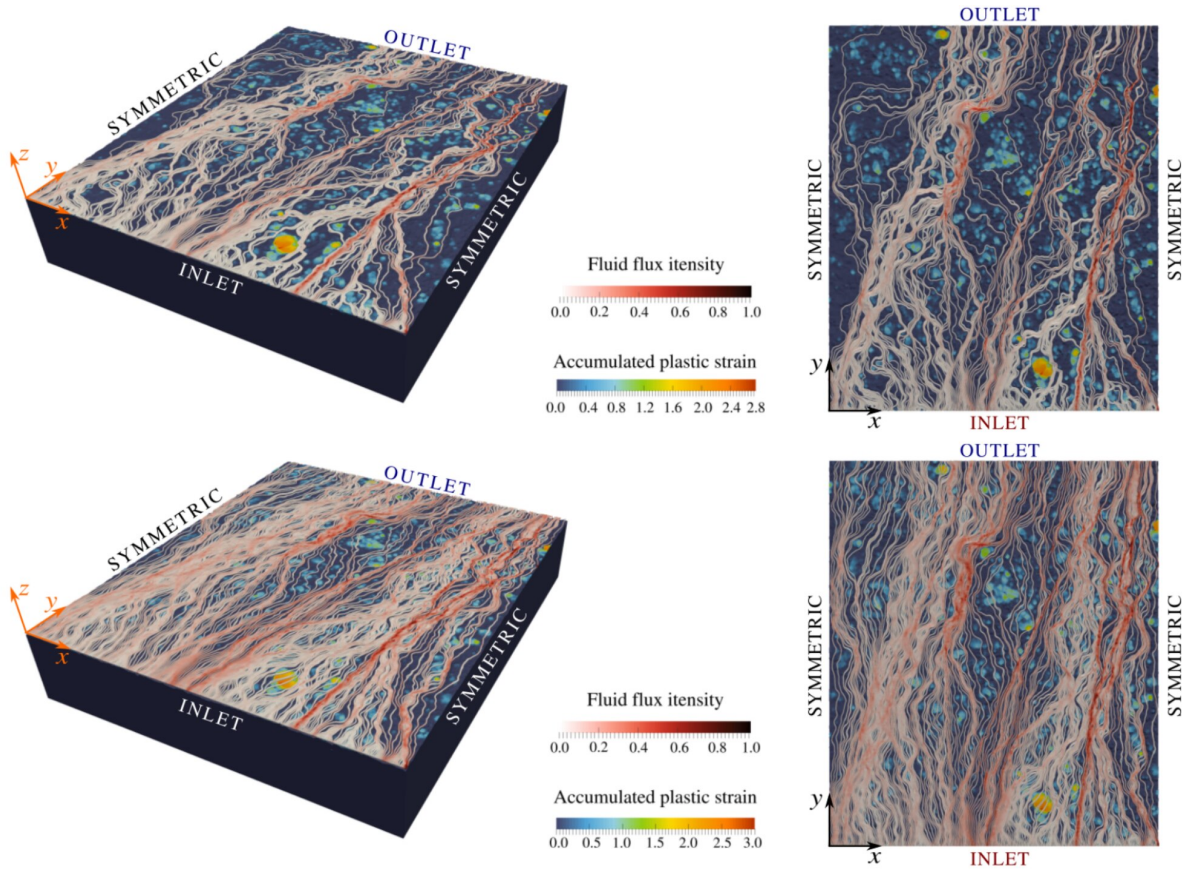 OUTLET
SYMMETRIC
z
y
x
INLET
SYMMETRIC
Fluid flux itensity
0.0 0.2 0.4 0.6 0.8 1.0
Accumulated plastic strain
0.0 0.4 0.8 1.2 1.6 2.0 2.4 2.8
OUTLET
SYMMETRIC
SYMMETRIC
y
x
INLET
OUTLET
SYMMETRIC
z
y
x
INLET
SYMMETRIC
Fluid flux itensity
0.0 0.2 0.4 0.6 0.8 1.0
Accumulated plastic strain
0.0 0.5 1.0 1.5 2.0 2.5 3.0
OUTLET
SYMMETRIC
SYMMETRIC
y
x
INLET